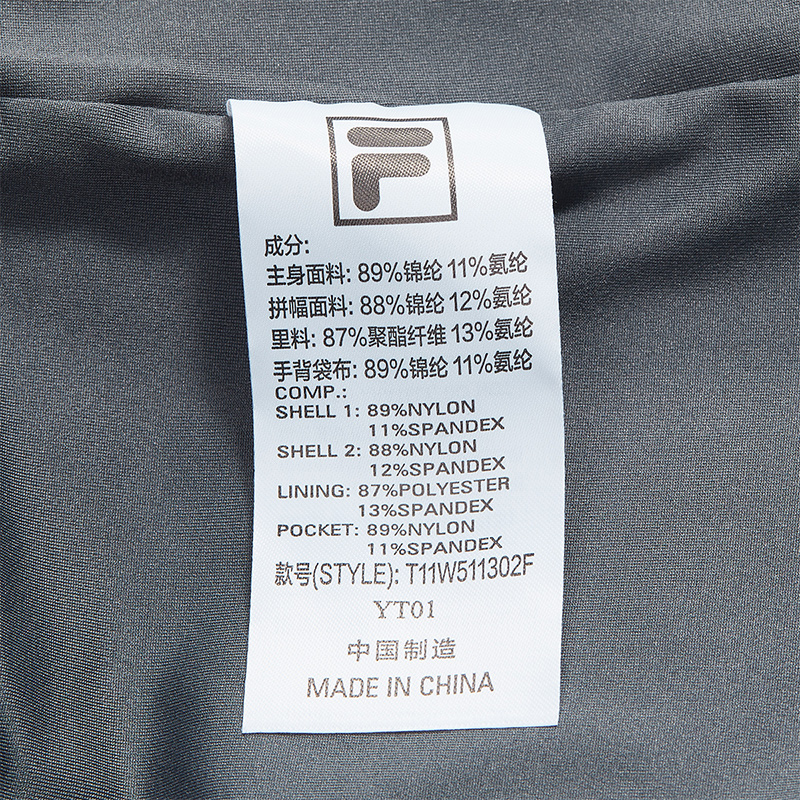 F
成分:
主身面料: 89%锦纶 11%氨纶
拼幅面料: 88%锦纶 12%氨纶
里料: 87%聚酯纤维 13%氨纶
手背袋布: 89%锦纶 11%氨纶
COMP.:
SHELL 1: 89%NYLON
11%SPANDEX
SHELL 2: 88%NYLON
12%SPANDEX
LINING: 87%POLYESTER
13%SPANDEX
POCKET: 89%NYLON
11%SPANDEX
款号(STYLE): T11W511302F
YT01
中国制造
MADE IN CHINA